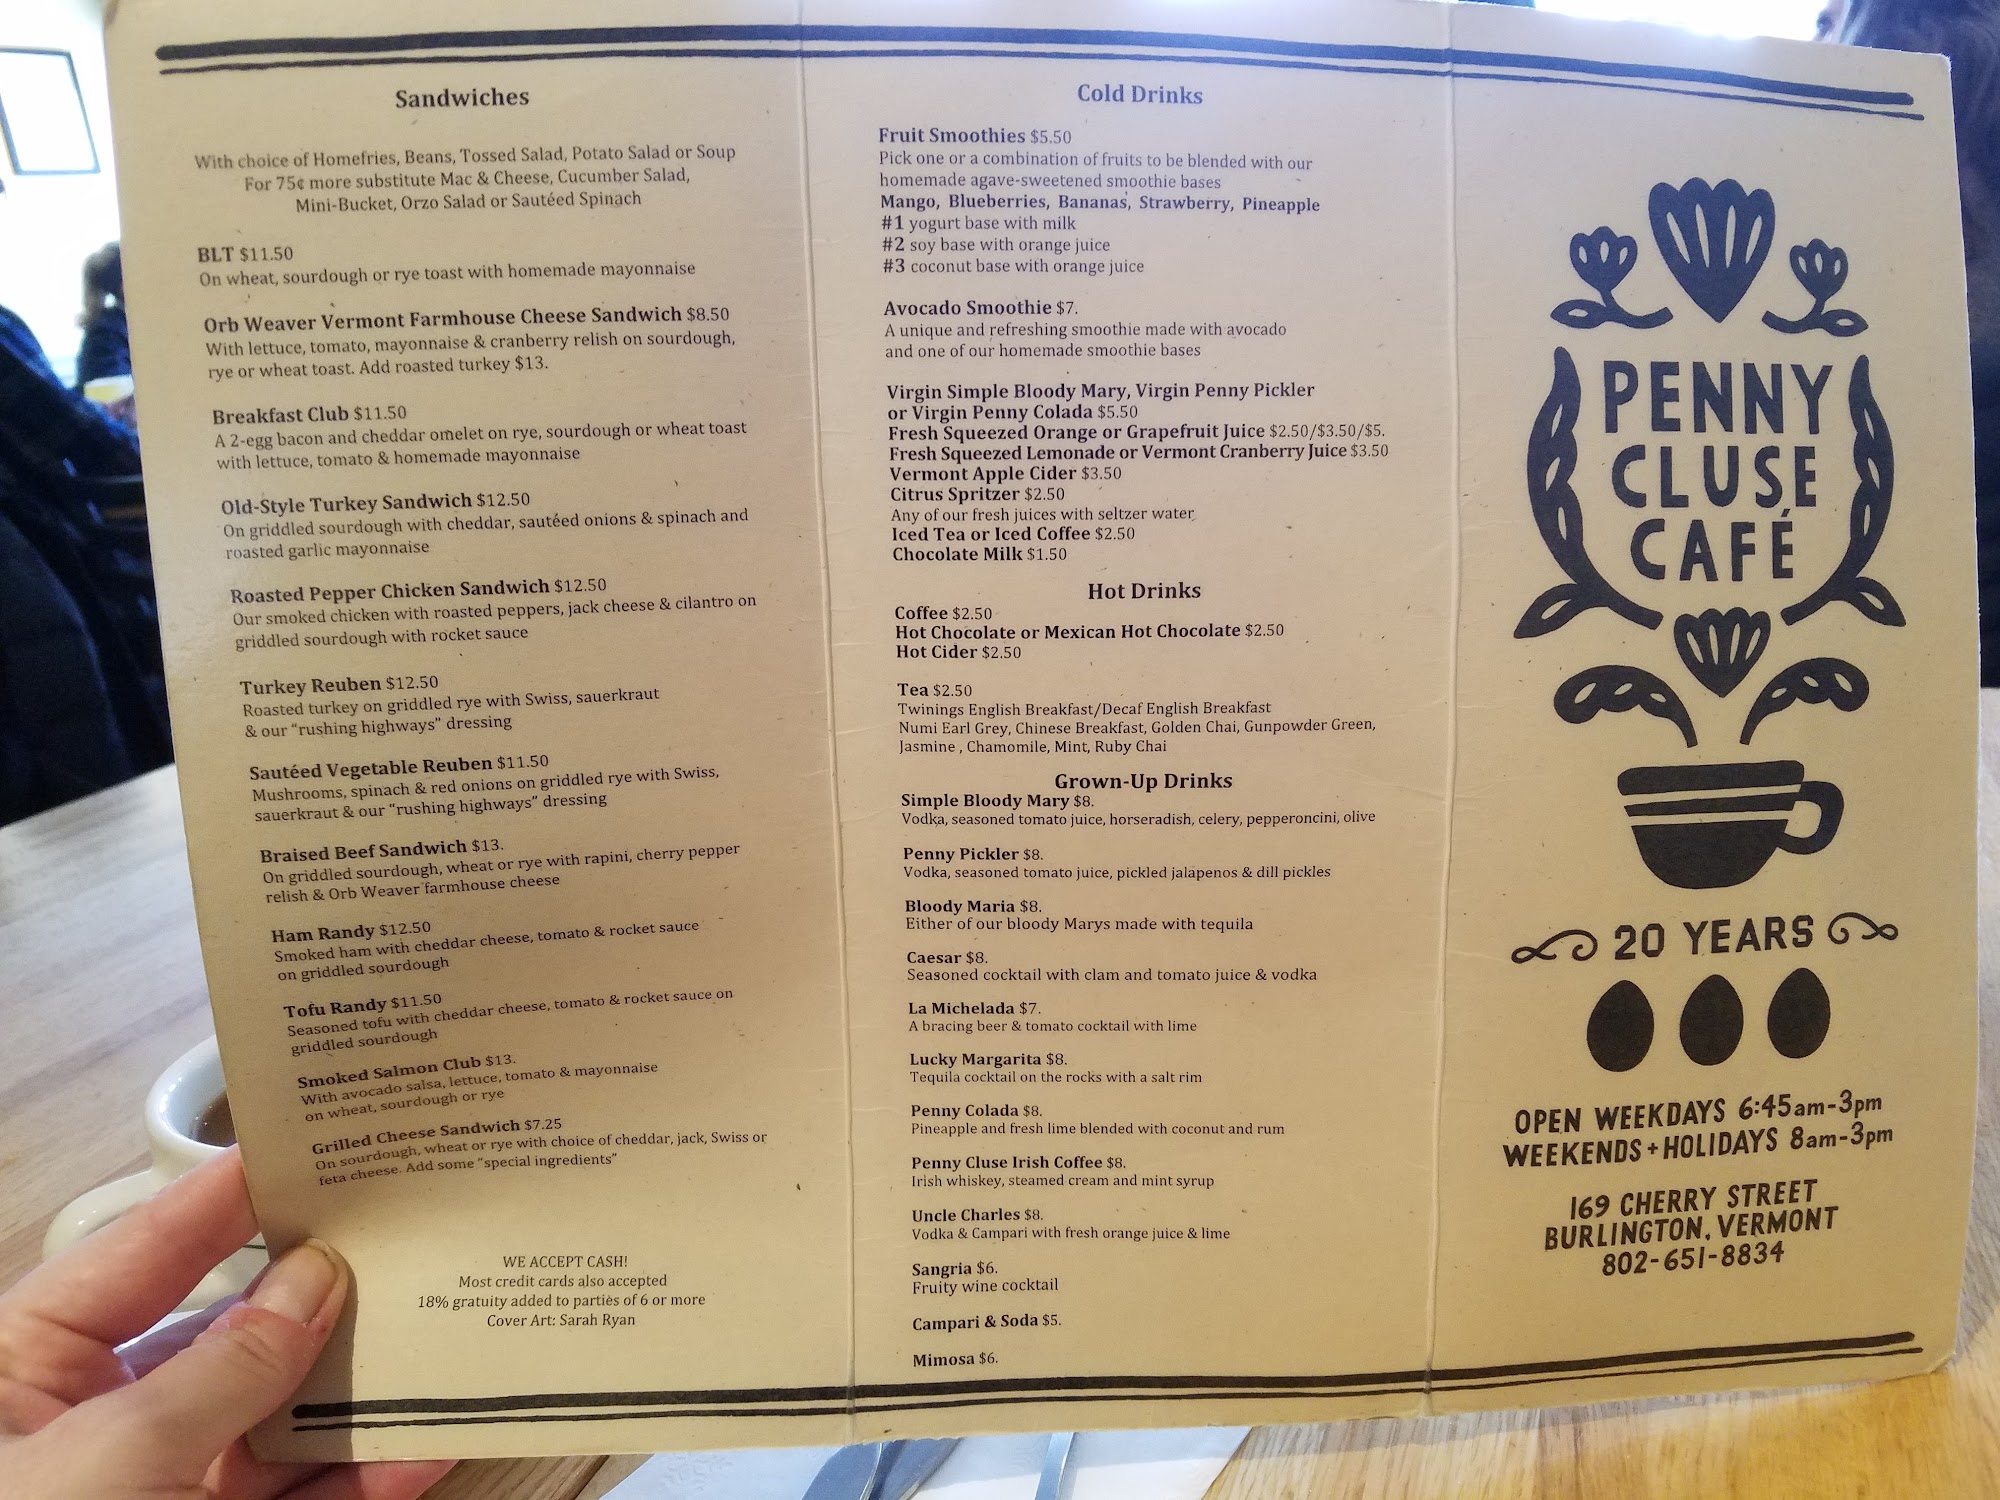 Sandwiches
With choice of Homefries, Beans, Tossed Salad, Potato Salad or Soup
For 75¢ more substitute Mac & Cheese, Cucumber Salad,
Mini-Bucket, Orzo Salad or Sautéed Spinach
BLT $11.50
On wheat, sourdough or rye toast with homemade mayonnaise
Orb Weaver Vermont Farmhouse Cheese Sandwich $8.50
With lettuce, tomato, mayonnaise & cranberry relish on sourdough,
rye or wheat toast. Add roasted turkey $13.
Breakfast Club $11.50
A 2-egg bacon and cheddar omelet on rye, sourdough or wheat toast
with lettuce, tomato & homemade mayonnaise
Old-Style Turkey Sandwich $12.50
On griddled sourdough with cheddar, sautéed onions & spinach and
roasted garlic mayonnaise
Roasted Pepper Chicken Sandwich $12.50
Our smoked chicken with roasted peppers, jack cheese & cilantro on
griddled sourdough with rocket sauce
Turkey Reuben $12.50
Roasted turkey on griddled rye with Swiss, sauerkraut
& our "rushing highways" dressing
Sautéed Vegetable Reuben $11.50
Mushrooms, spinach & red onions on griddled rye with Swiss,
sauerkraut & our "rushing highways" dressing
Braised Beef Sandwich $13.
On griddled sourdough, wheat or rye with rapini, cherry pepper
relish & Orb Weaver farmhouse cheese
Ham Randy $12.50
Smoked ham with cheddar cheese, tomato & rocket sauce
on griddled sourdough
Tofu Randy $11.50
Seasoned tofu with cheddar cheese, tomato & rocket sauce on
griddled sourdough
Smoked Salmon Club $13.
With avocado salsa, lettuce, tomato & mayonnaise
on wheat, sourdough or rye
Grilled Cheese Sandwich $7.25
On sourdough, wheat or rye with choice of cheddar, jack, Swiss or
feta cheese. Add some "special ingredients"
WE ACCEPT CASH!
Most credit cards also accepted
18% gratuity added to parties of 6 or more
Cover Art: Sarah Ryan
Cold Drinks
Fruit Smoothies $5.50
Pick one or a combination of fruits to be blended with our
homemade agave-sweetened smoothie bases
Mango, Blueberries, Bananas, Strawberry, Pineapple
#1 yogurt base with milk
#2 soy base with orange juice
#3 coconut base with orange juice
Avocado Smoothie $7.
A unique and refreshing smoothie made with avocado
and one of our homemade smoothie bases
Virgin Simple Bloody Mary, Virgin Penny Pickler
or Virgin Penny Colada $5.50
Fresh Squeezed Orange or Grapefruit Juice $2.50/$3.50/$5.
Fresh Squeezed Lemonade or Vermont Cranberry Juice $3.50
Vermont Apple Cider $3.50
Citrus Spritzer $2.50
Any of our fresh juices with seltzer water
Iced Tea or Iced Coffee $2.50
Chocolate Milk $1.50
Hot Drinks
Coffee $2.50
Hot Chocolate or Mexican Hot Chocolate $2.50
Hot Cider $2.50
Tea $2.50
Twinings English Breakfast/Decaf English Breakfast
Numi Earl Grey, Chinese Breakfast, Golden Chai, Gunpowder Green,
Jasmine , Chamomile, Mint, Ruby Chai
Grown-Up Drinks
Simple Bloody Mary $8.
Vodka, seasoned tomato juice, horseradish, celery, pepperoncini, olive
Penny Pickler $8.
Vodka, seasoned tomato juice, pickled jalapenos & dill pickles
Bloody Maria $8.
Either of our bloody Marys made with tequila
Caesar $8.
Seasoned cocktail with clam and tomato juice & vodka
La Michelada $7.
A bracing beer & tomato cocktail with lime
Lucky Margarita $8.
Tequila cocktail on the rocks with a salt rim
Penny Colada $8.
Pineapple and fresh lime blended with coconut and rum
Penny Cluse Irish Coffee $8.
Irish whiskey, steamed cream and mint syrup
Uncle Charles $8.
Vodka & Campari with fresh orange juice & lime
Sangria $6.
Fruity wine cocktail
Campari & Soda $5.
Mimosa $6.
PENNY
CLUSE
CAFÉ
20 YEARS
OPEN WEEKDAYS 6:45am-3pm
WEEKENDS + HOLIDAYS 8am-3pm
169 CHERRY STREET
BURLINGTON, VERMONT
802-651-8834